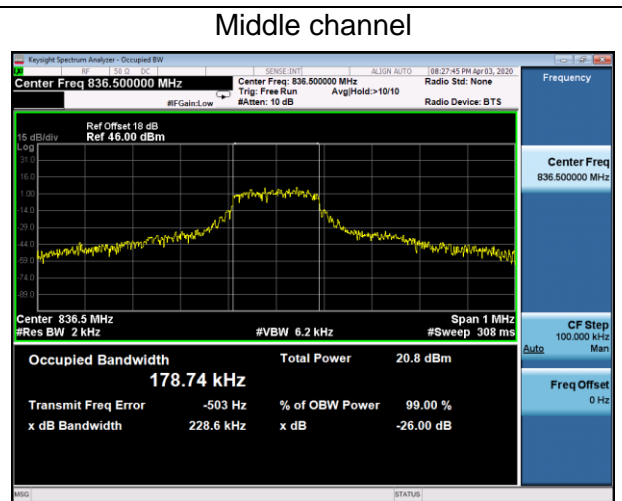 Middle channel
Keysight Spectrum Analyzer - Occupied BW
RF 50 Ω DC SENSE:INT ALIGN AUTO 08:27:45 PM Apr 03, 2020
Center Freq 836.500000 MHz
Center Freq: 836.500000 MHz
Radio Std: None
Trig: Free Run Avg|Hold:>10/10
#IFGain:Low #Atten: 10 dB Radio Device: BTS
Frequency
Ref Offset 18 dB
15 dB/div Ref 46.00 dBm
Log
31.0
16.0
1.00
-14.0
-29.0
-44.0
-59.0
-74.0
-89.0
Center 836.5 MHz Span 1 MHz
#Res BW 2 kHz #VBW 6.2 kHz #Sweep 308 ms
Center Freq
836.500000 MHz
CF Step
100.000 kHz
Auto Man
Freq Offset
0 Hz
Occupied Bandwidth Total Power 20.8 dBm
178.74 kHz
Transmit Freq Error -503 Hz % of OBW Power 99.00 %
x dB Bandwidth 228.6 kHz x dB -26.00 dB
MSG STATUS